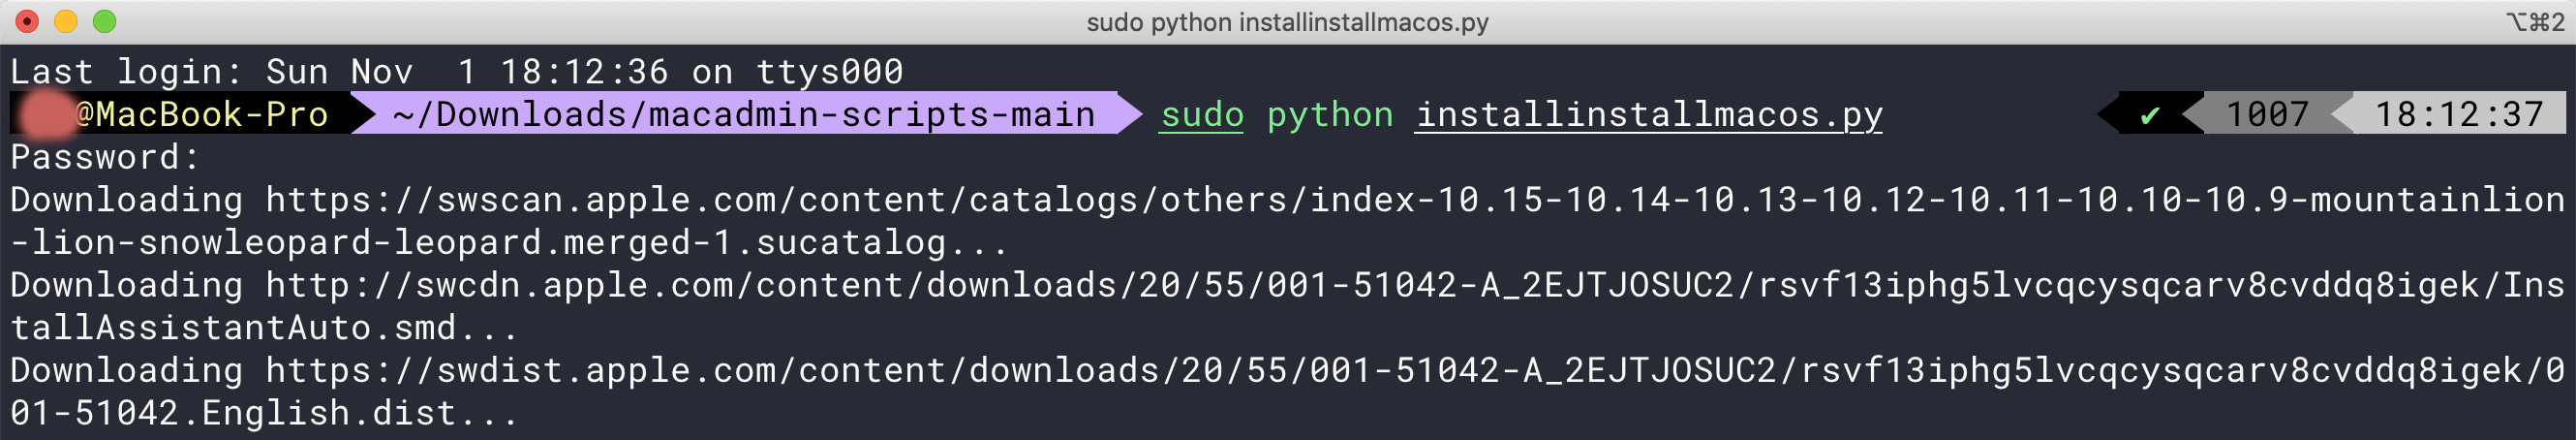 sudo python installinstallmacos.py ⌥⌘2
Last login: Sun Nov  1 18:12:36 on ttys000
@MacBook-Pro ~/Downloads/macadmin-scripts-main sudo python installinstallmacos.py ✔ 1007 18:12:37
Password:
Downloading https://swscan.apple.com/content/catalogs/others/index-10.15-10.14-10.13-10.12-10.11-10.10-10.9-mountainlion
-lion-snowleopard-leopard.merged-1.sucatalog...
Downloading http://swcdn.apple.com/content/downloads/20/55/001-51042-A_2EJTJOSUC2/rsvf13iphg5lvcqcysqcarv8cvddq8igek/Ins
tallAssistantAuto.smd...
Downloading https://swdist.apple.com/content/downloads/20/55/001-51042-A_2EJTJOSUC2/rsvf13iphg5lvcqcysqcarv8cvddq8igek/0
01-51042.English.dist...